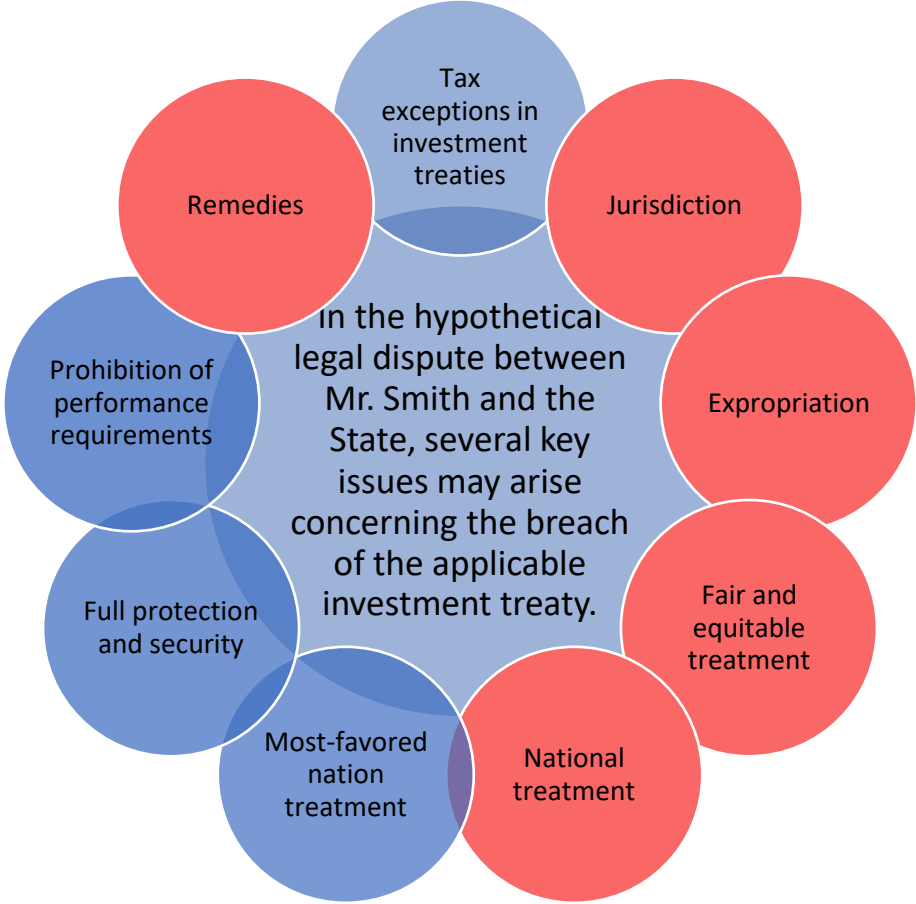 Tax
exceptions in
investment
treaties
Jurisdiction
Expropriation
Fair and
equitable
treatment
National
treatment
Most-favored
nation
treatment
Full protection
and security
Prohibition of
performance
requirements
Remedies
In the hypothetical
legal dispute between
Mr. Smith and the
State, several key
issues may arise
concerning the breach
of the applicable
investment treaty.